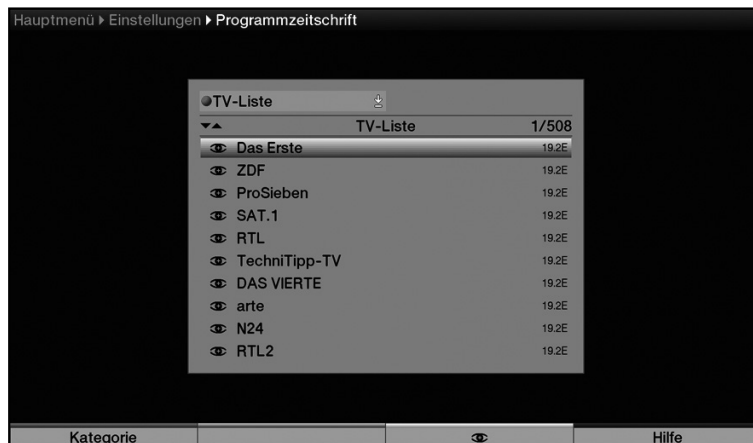 Hauptmenü Einstellungen Programmzeitschrift
TV-Liste
TV-Liste 1/508
Das Erste 19.2E
ZDF 19.2E
ProSieben 19.2E
SAT.1 19.2E
RTL 19.2E
TechniTipp-TV 19.2E
DAS VIERTE 19.2E
arte 19.2E
N24 19.2E
RTL2 19.2E
Kategorie Hilfe